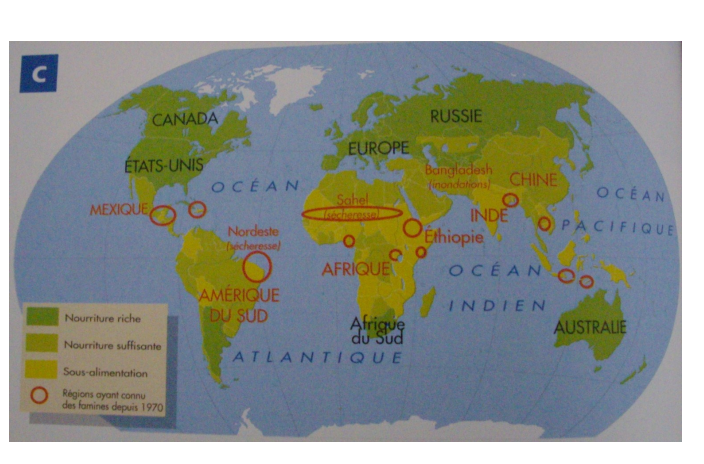 C
CANADA
RUSSIE
EUROPE
ÉTATS-UNIS
Bangladesh
(inondations)
CHINE
OCÉAN
OCÉAN
MEXIQUE
Sahel
(sécheresse)
INDE
PACIFIQUE
Nordeste
(sécheresse)
Éthiopie
AFRIQUE
OCÉAN
AMÉRIQUE
DU SUD
INDIEN
Nourriture riche
Afrique
du Sud
AUSTRALIE
Nourriture suffisante
ATLANTIQUE
Sous-alimentation
Régions ayant connu
des famines depuis 1970